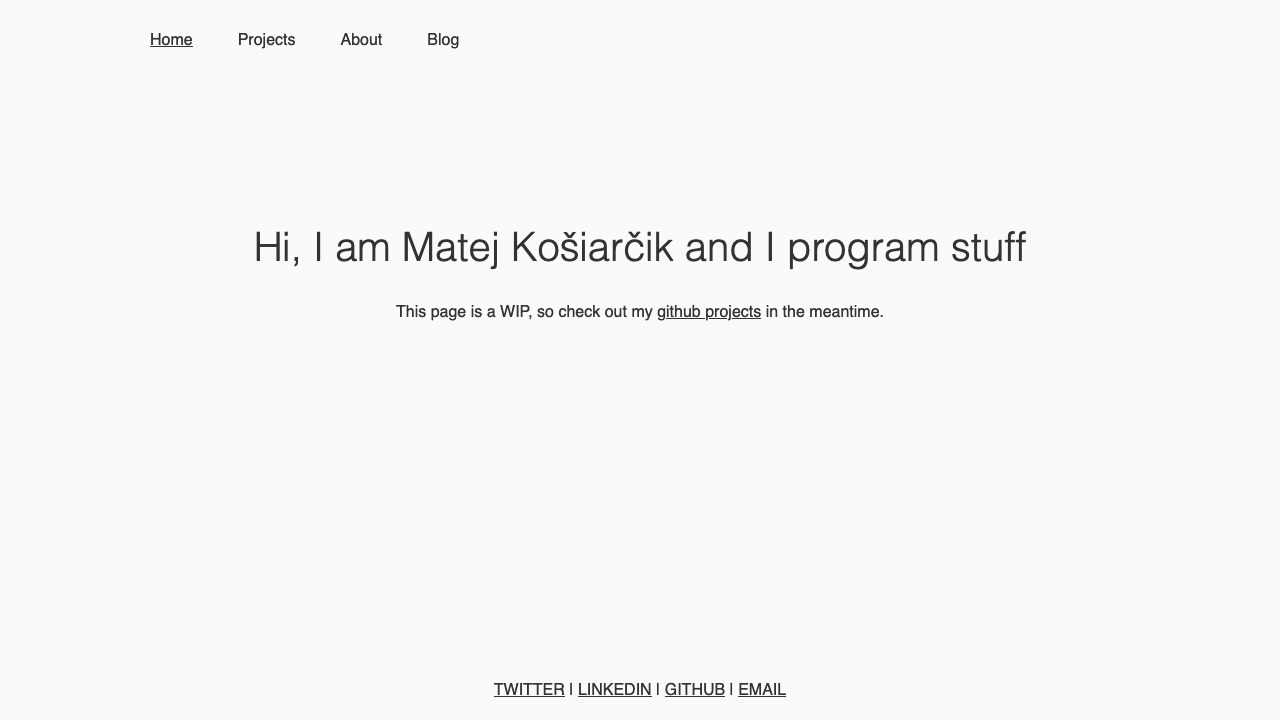 Home Projects About Blog
Hi, I am Matej Košiarčik and I program stuff
This page is a WIP, so check out my github projects in the meantime.
TWITTER | LINKEDIN | GITHUB | EMAIL